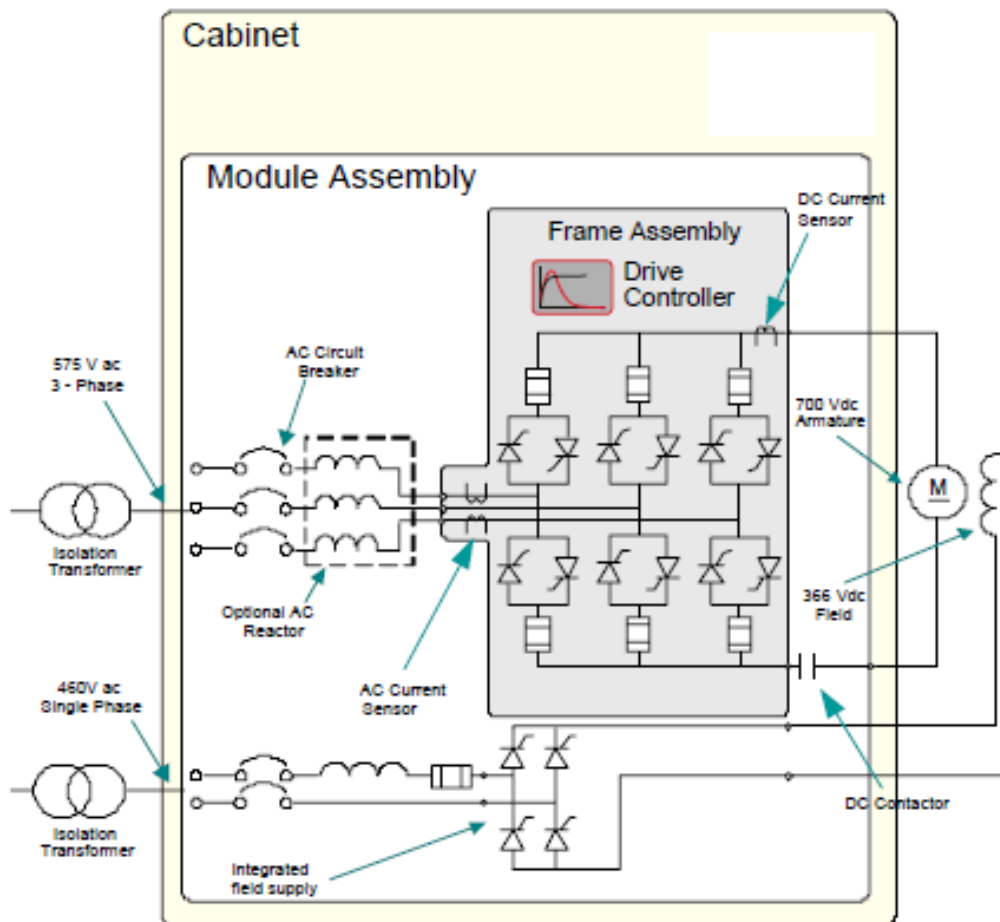 Cabinet
Module Assembly
DC Current
Sensor
Frame Assembly
Drive
Controller
575 V ac
3 - Phase
AC Circuit
Breaker
700 Vdc
Armature
M
Isolation
Transformer
Optional AC
Reactor
366 Vdc
Field
460V ac
Single Phase
AC Current
Sensor
DC Contactor
Isolation
Transformer
Integrated
field supply